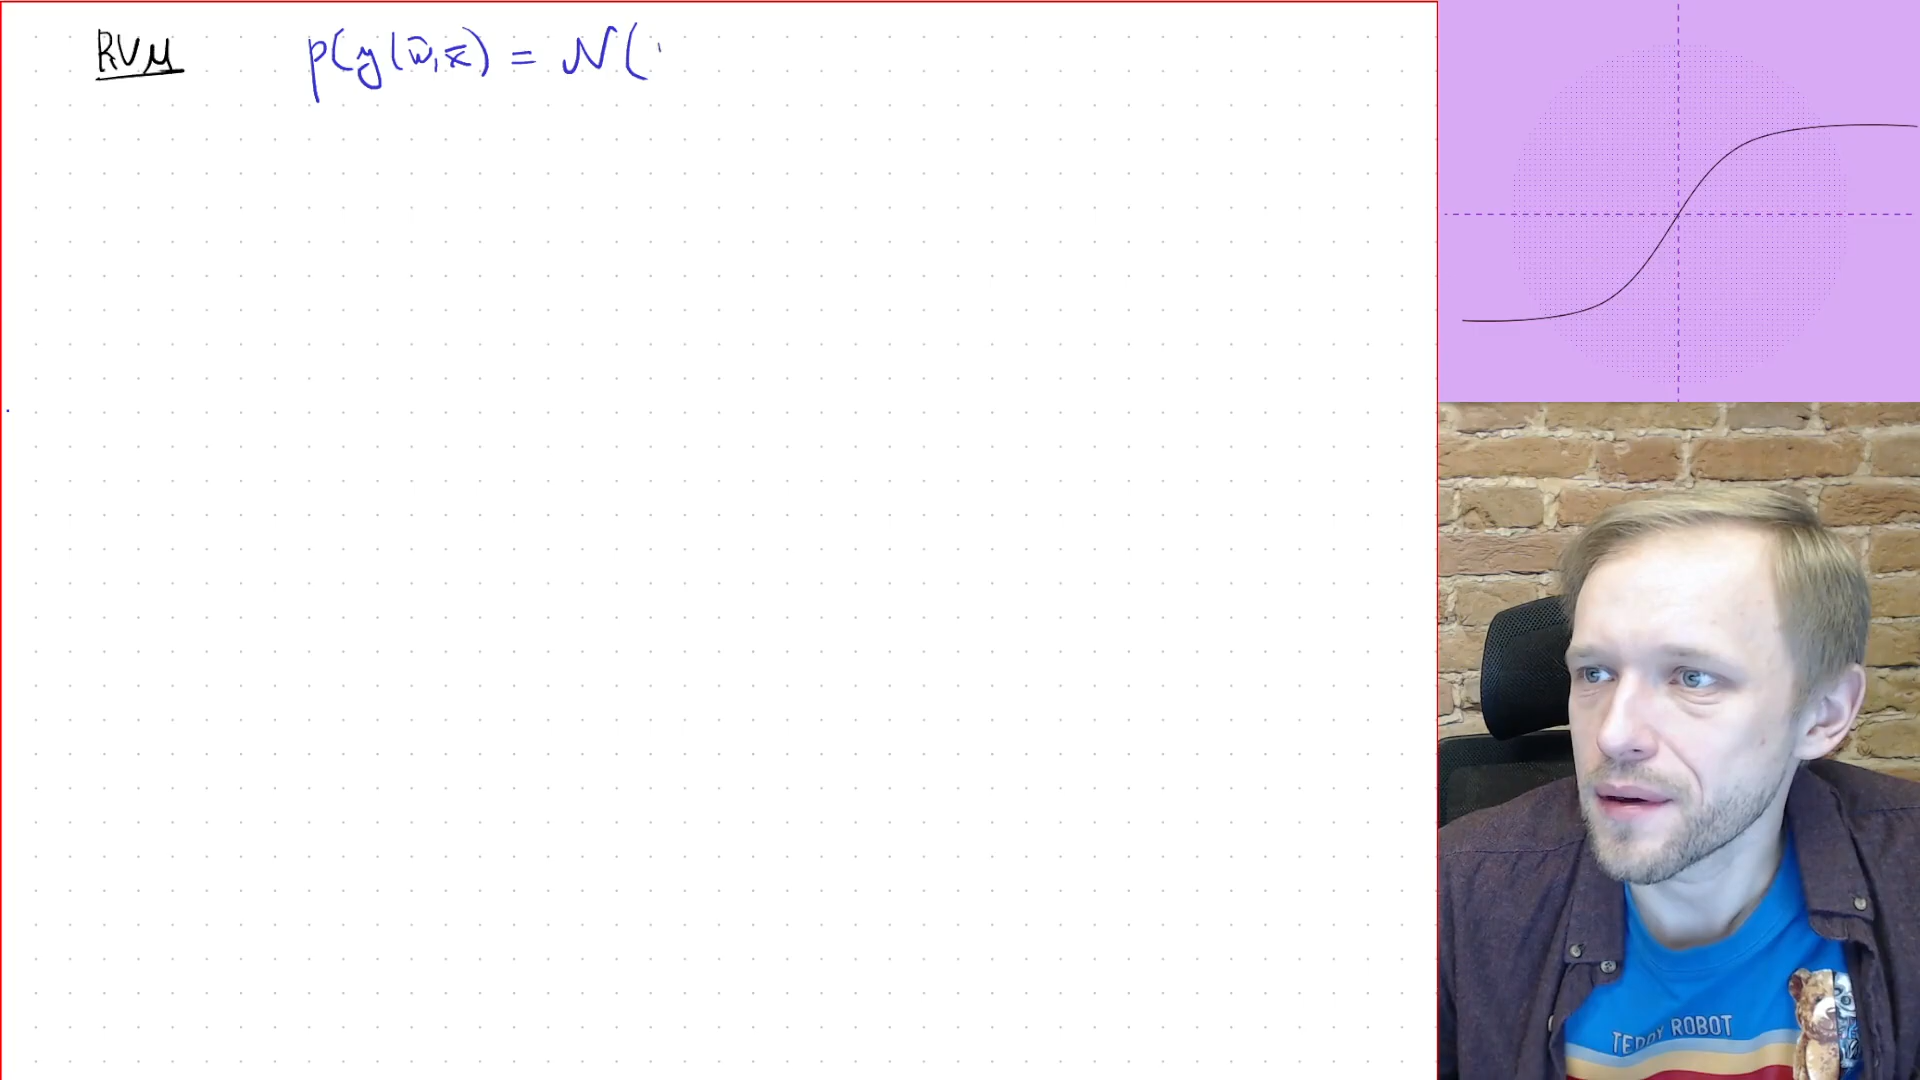 RVM p(y|w̄,x̄) = N(
TEDDY ROBOT